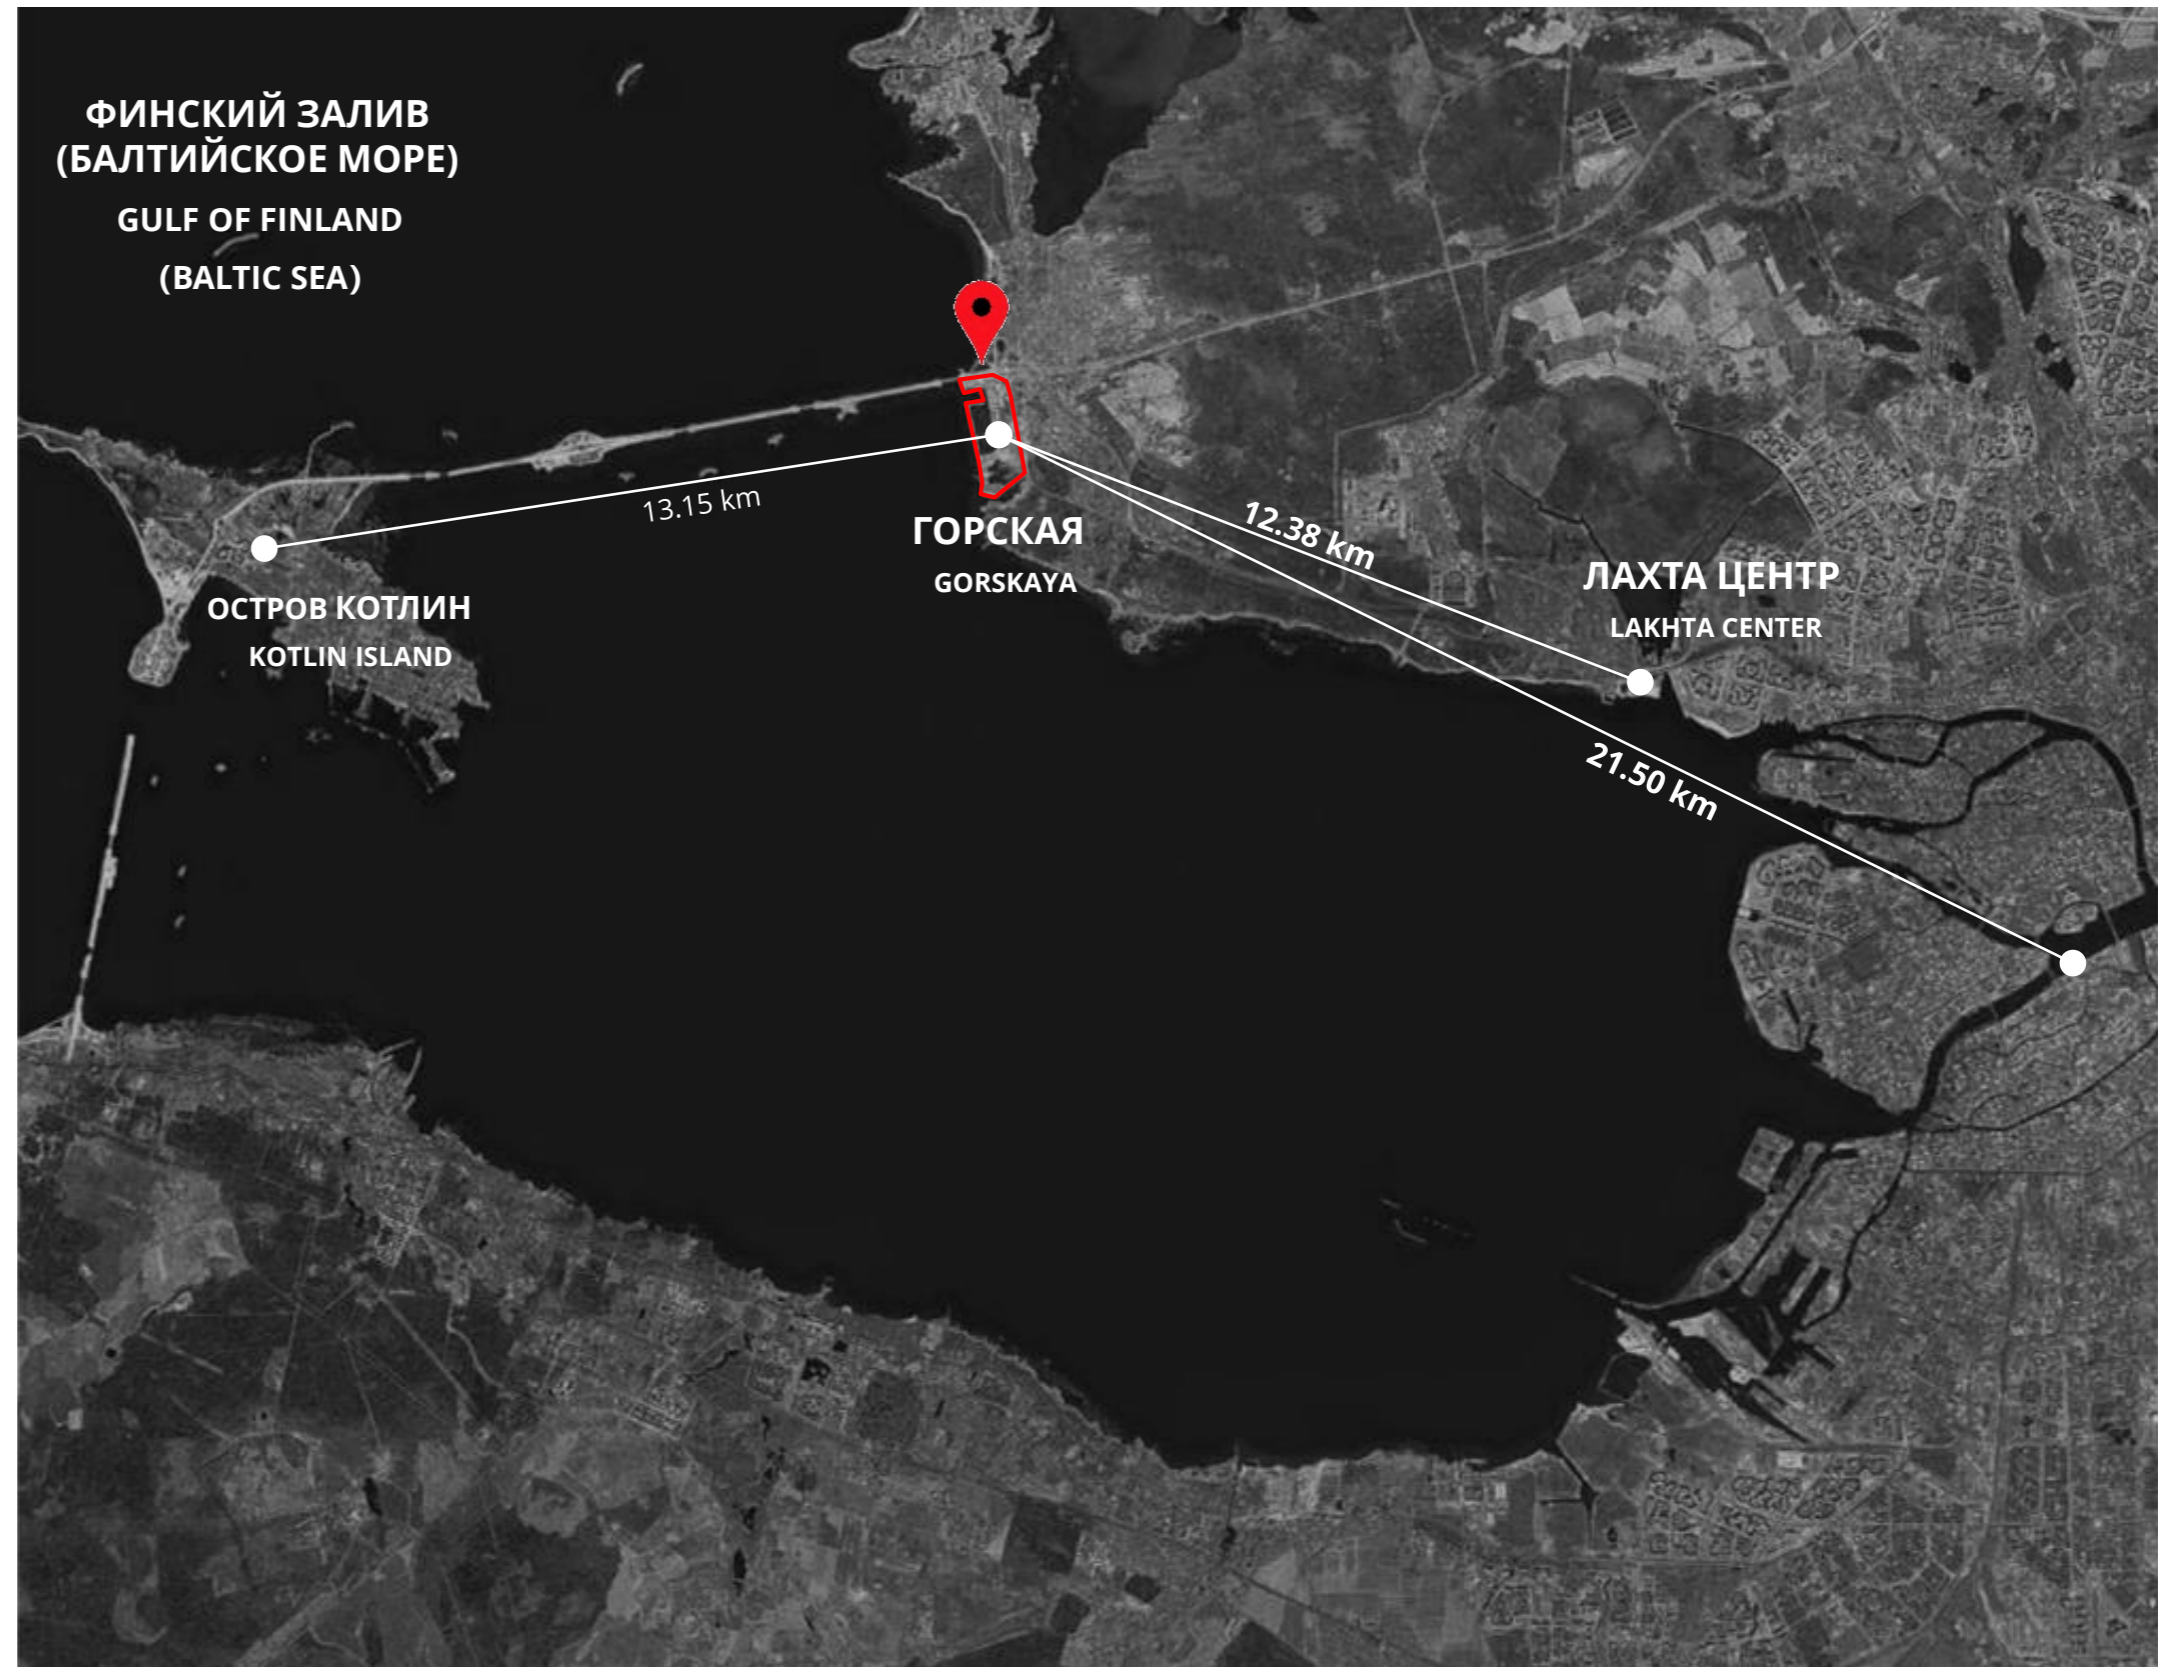 ФИНСКИЙ ЗАЛИВ
(БАЛТИЙСКОЕ МОРЕ)
GULF OF FINLAND
(BALTIC SEA)
13.15 km
ГОРСКАЯ
GORSKAYA
12.38 km
ЛАХТА ЦЕНТР
LAKHTA CENTER
ОСТРОВ КОТЛИН
KOTLIN ISLAND
21.50 km